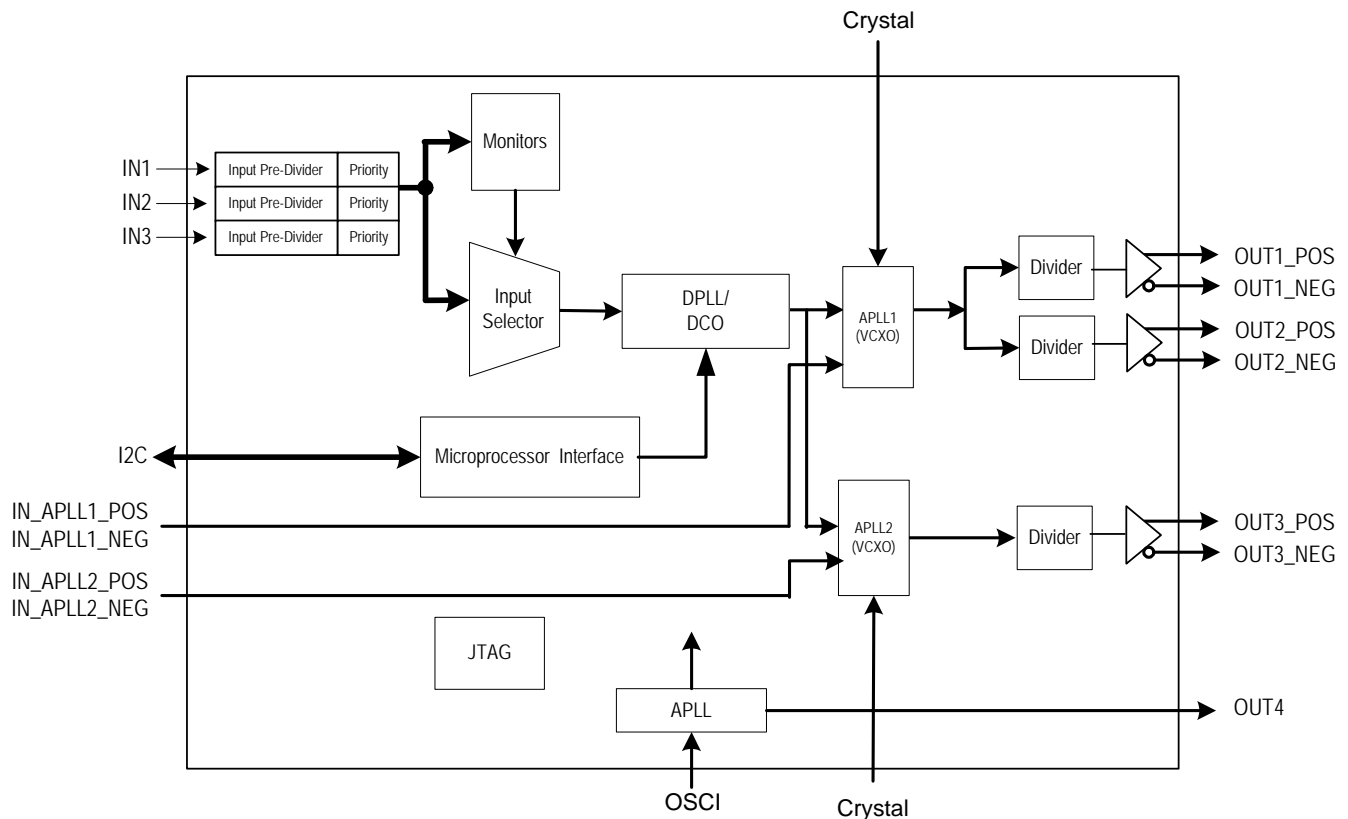 Crystal
Monitors
IN1
Input Pre-Divider Priority
IN2
Input Pre-Divider Priority
IN3
Input Pre-Divider Priority
Input
Selector
DPLL/
DCO
APLL1
(VCXO)
Divider
OUT1_POS
OUT1_NEG
Divider
OUT2_POS
OUT2_NEG
I2C
Microprocessor Interface
IN_APLL1_POS
IN_APLL1_NEG
IN_APLL2_POS
IN_APLL2_NEG
APLL2
(VCXO)
Divider
OUT3_POS
OUT3_NEG
JTAG
APLL
OUT4
OSCI
Crystal